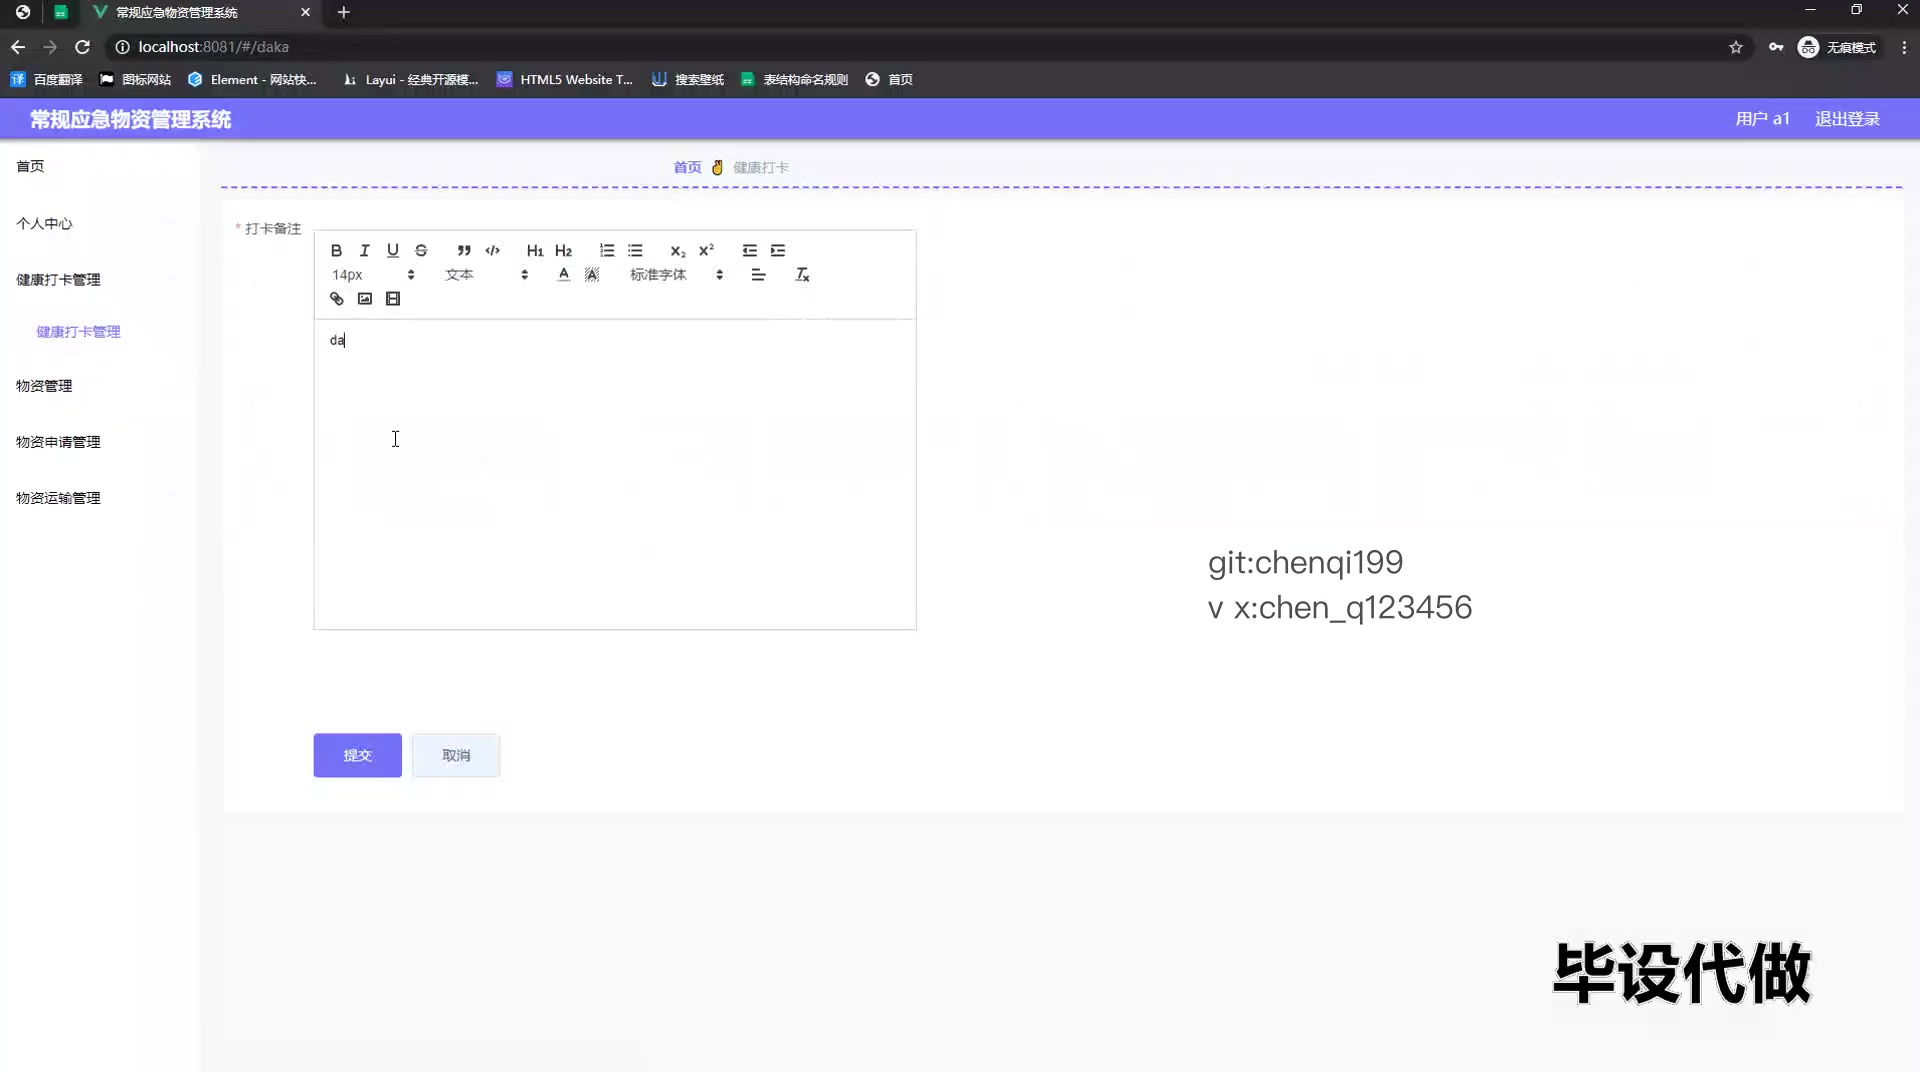 常规应急物资管理系统
localhost:8081/#/daka
无痕模式
百度翻译
图标网站
Element - 网站快...
Layui - 经典开源模...
HTML5 Website T...
搜索壁纸
表结构命名规则
首页
常规应急物资管理系统
用户 a1
退出登录
首页
个人中心
健康打卡管理
健康打卡管理
物资管理
物资申请管理
物资运输管理
首页 健康打卡
* 打卡备注
14px
文本
标准字体
da
提交
取消
git:chenqi199
v x:chen_q123456
毕设代做